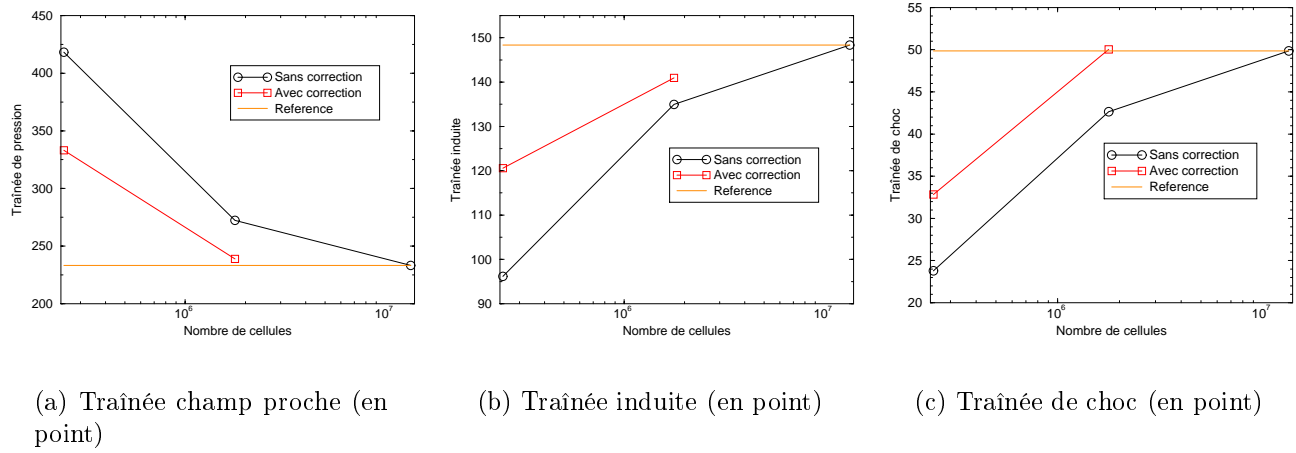 450
400
350
300
250
200
10^6
10^7
Nombre de cellules
Traînée de pression
Sans correction
Avec correction
Reference
150
140
130
120
110
100
90
10^6
10^7
Nombre de cellules
Traînée induite
Sans correction
Avec correction
Reference
55
50
45
40
35
30
25
20
10^6
10^7
Nombre de cellules
Traînée de choc
Sans correction
Avec correction
Reference
(a) Traînée champ proche (en
point)
(b) Traînée induite (en point)
(c) Traînée de choc (en point)